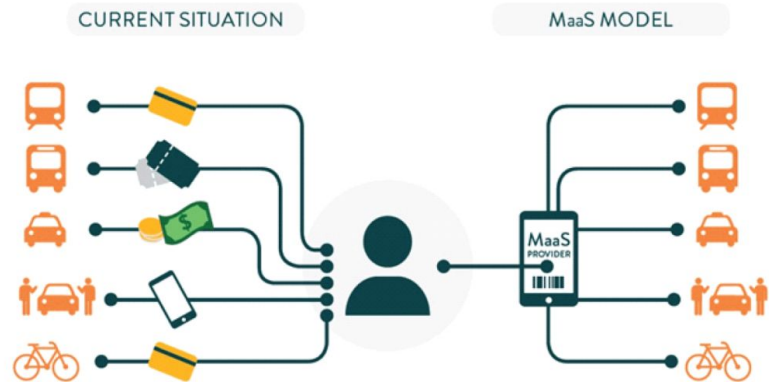 CURRENT SITUATION
MaaS MODEL
$
MaaS
PROVIDER